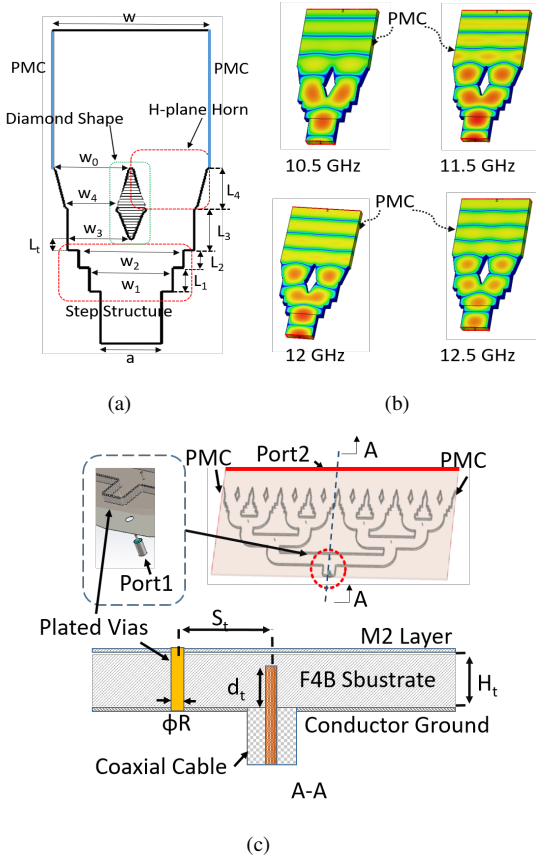 w
PMC
PMC
Diamond Shape
H-plane Horn
w0
w4
L4
w3
L3
Lt
w2
L2
w1
L1
Step Structure
a
(a)
PMC
10.5 GHz
11.5 GHz
PMC
12 GHz
12.5 GHz
(b)
Port2
A
PMC
PMC
Port1
A
Plated Vias
St
M2 Layer
dt
F4B Sbustrate
Ht
ϕR
Conductor Ground
Coaxial Cable
A-A
(c)